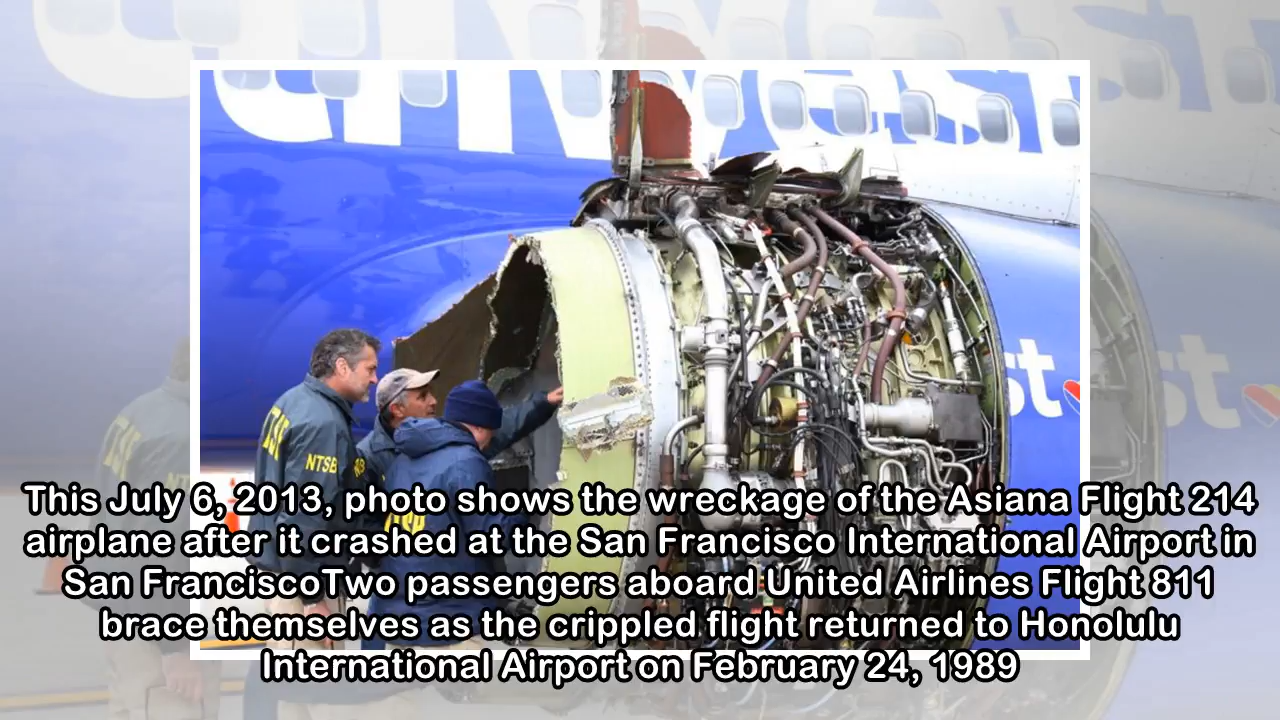 NTSB
This July 6, 2013, photo shows the wreckage of the Asiana Flight 214
airplane after it crashed at the San Francisco International Airport in
San FranciscoTwo passengers aboard United Airlines Flight 811
brace themselves as the crippled flight returned to Honolulu
International Airport on February 24, 1989